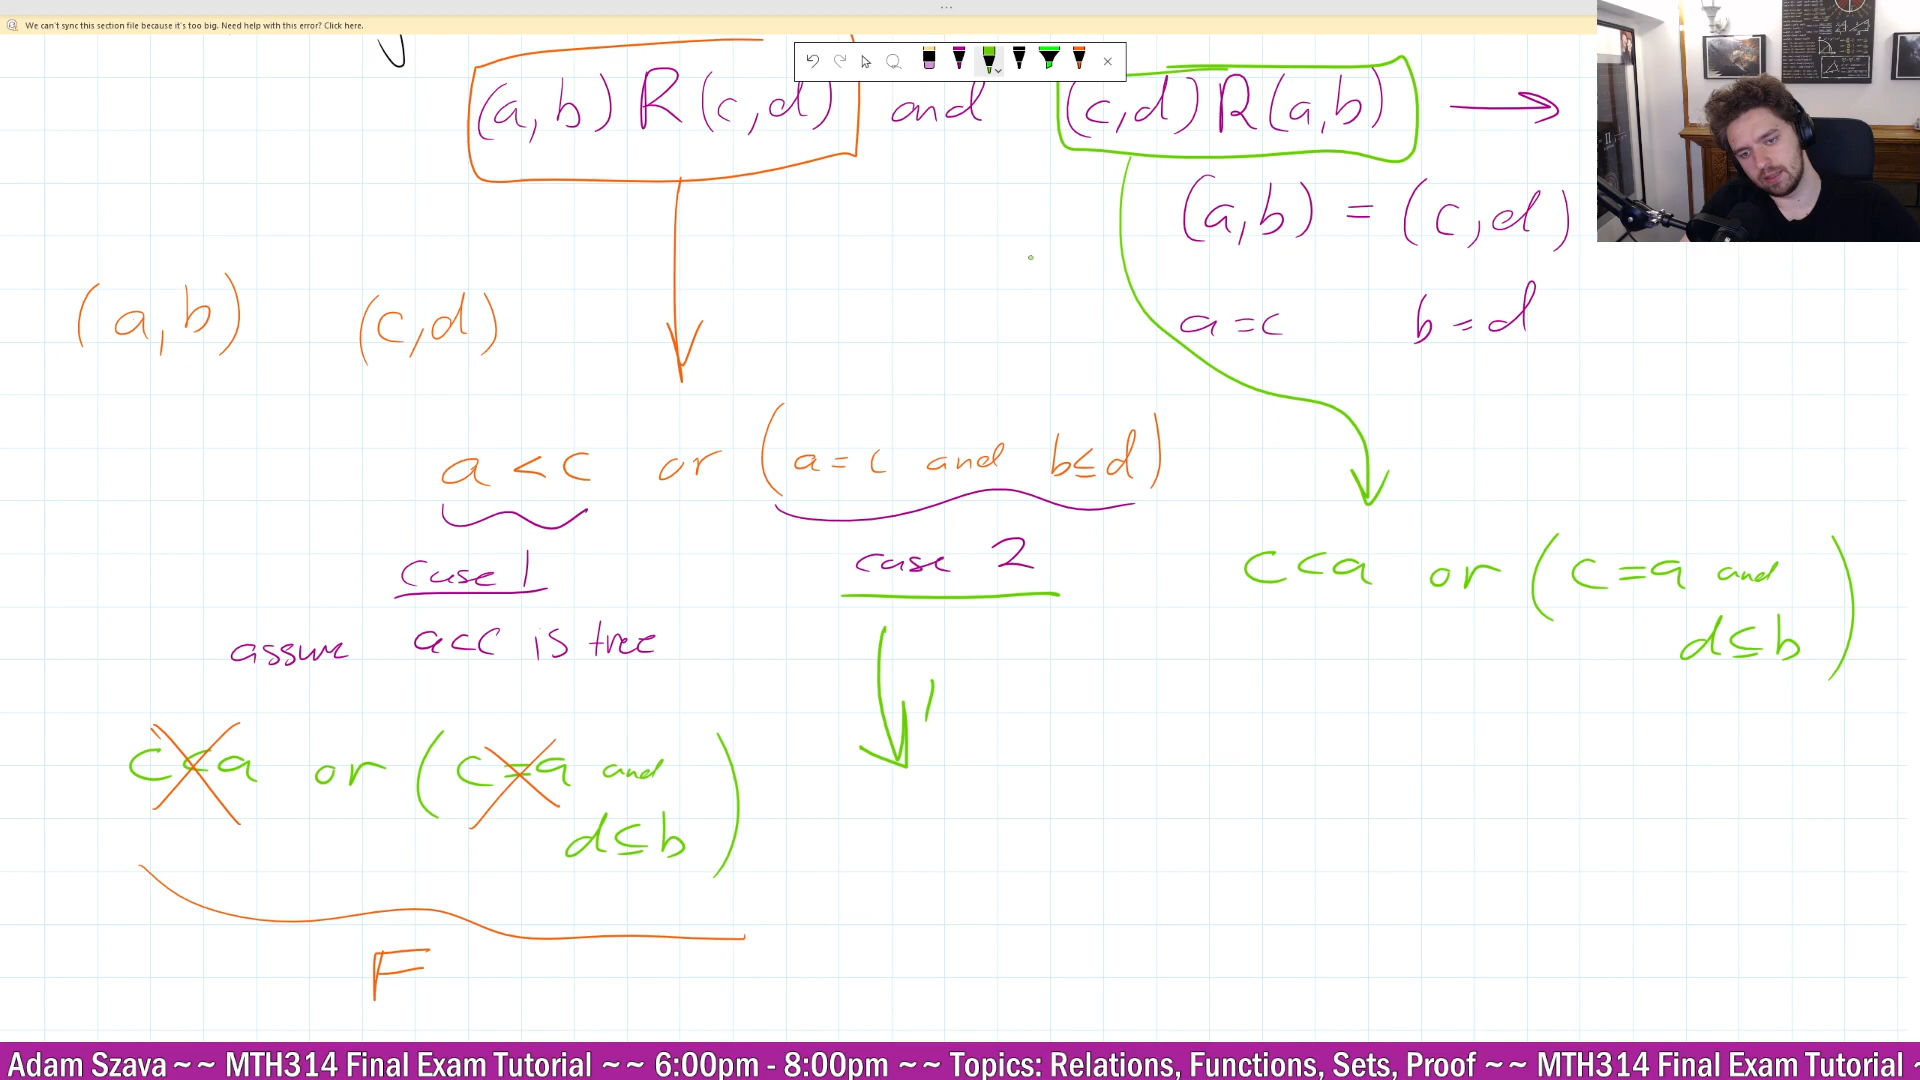 We can't sync this section file because it's too big. Need help with this error? Click here.
(a,b) R (c,d) and (c,d) R (a,b) →
(a,b) = (c,d)
a=c b=d
(a,b) (c,d)
a < c or (a=c and b≤d)
case 1
case 2
c<a or (c=a and
d≤b)
assume a<c is true
c<a or (c=a and
d≤b)
F
Adam Szava ~~ MTH314 Final Exam Tutorial ~~ 6:00pm - 8:00pm ~~ Topics: Relations, Functions, Sets, Proof ~~ MTH314 Final Exam Tutorial ~